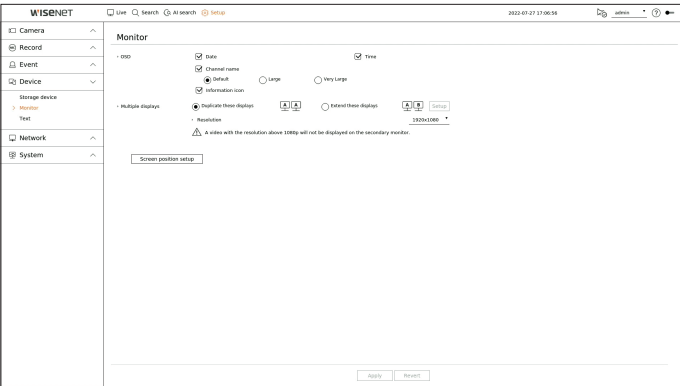 WISENET
Live Search AI search Setup 2022-07-27 17:06:56 admin ?
Camera
Record
Event
Device
Storage device
Monitor
Text
Network
System
Monitor
OSD Date Time
Channel name
Default Large Very Large
Information icon
Multiple displays Duplicate these displays A A Extend these displays A B Setup
Resolution 1920x1080
A video with the resolution above 1080p will not be displayed on the secondary monitor.
Screen position setup
Apply Revert